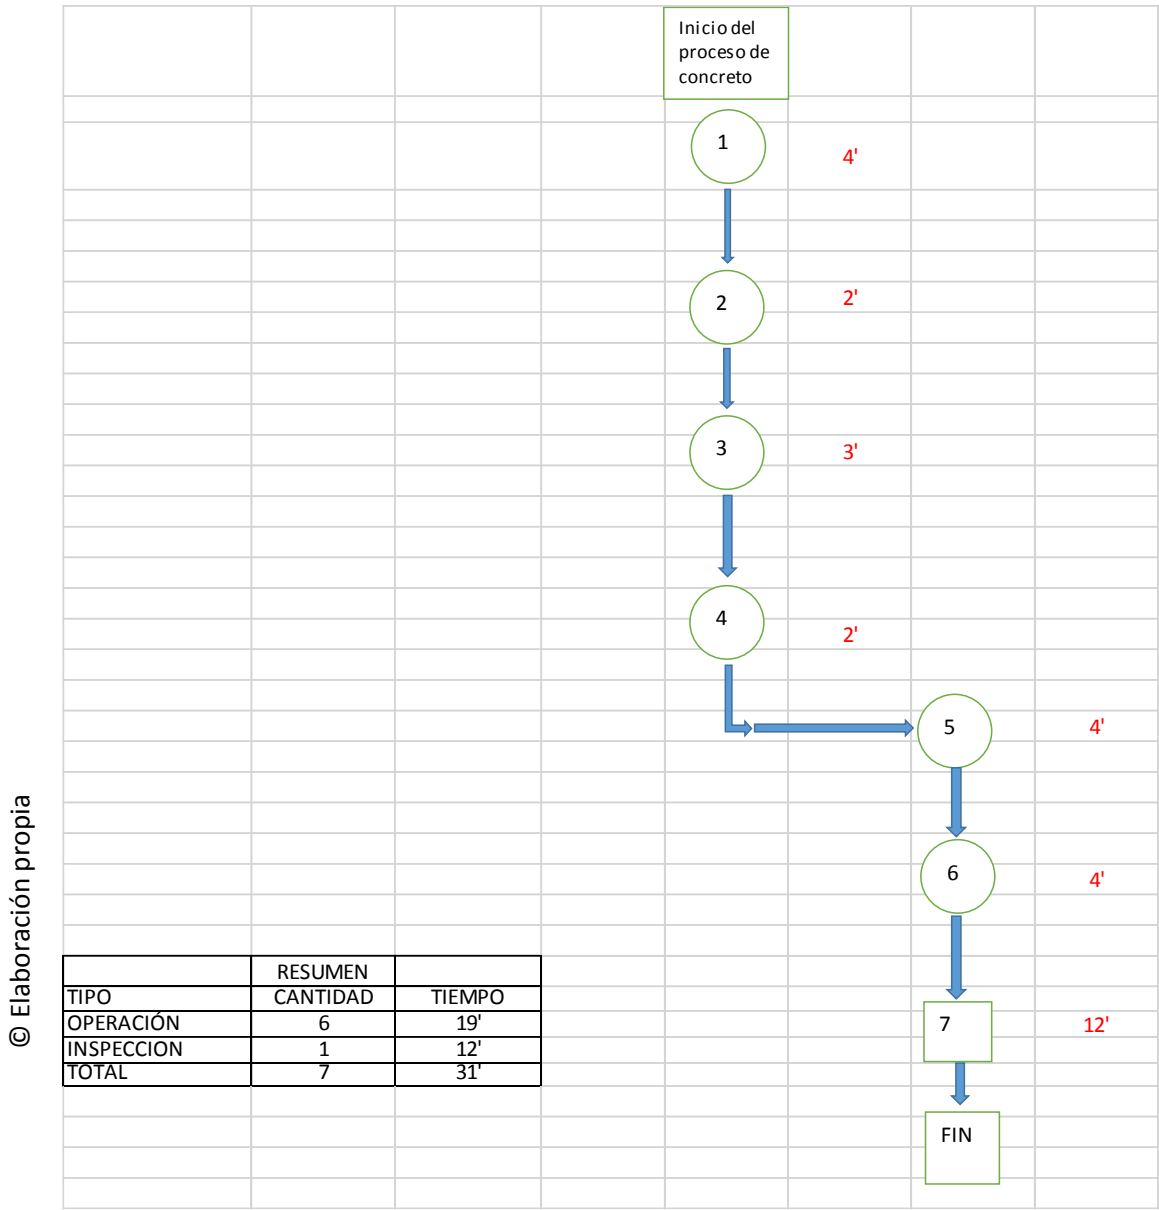 Inicio del
proceso de
concreto
1
4'
2
2'
3
3'
4
2'
5
4'
6
4'
7
12'
FIN
RESUMEN
TIPO CANTIDAD TIEMPO
OPERACIÓN 6 19'
INSPECCION 1 12'
TOTAL 7 31'
© Elaboración propia